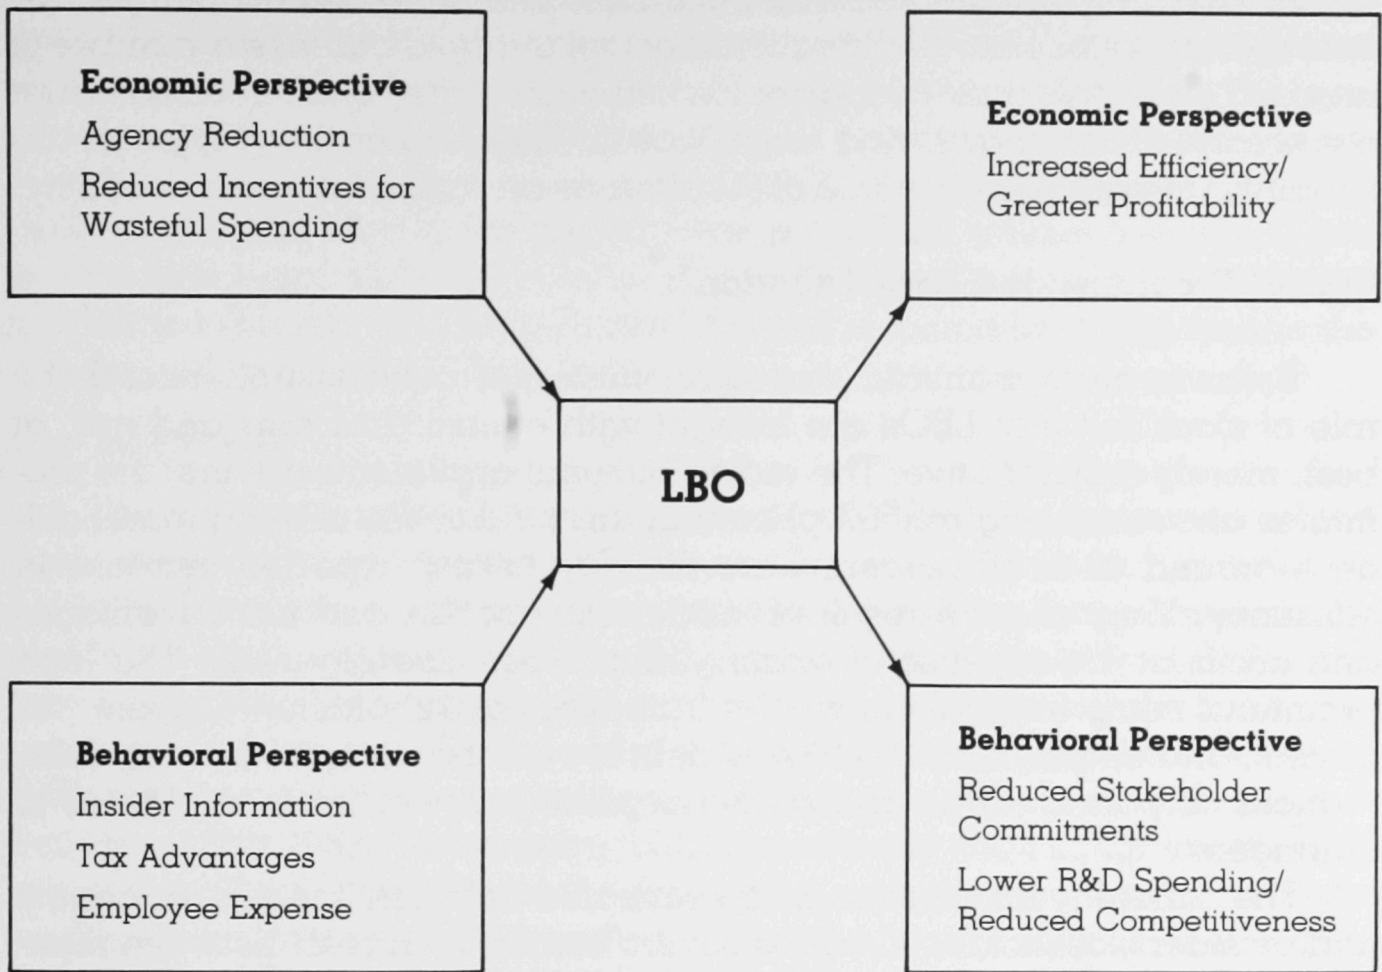 Economic Perspective
Agency Reduction
Reduced Incentives for
Wasteful Spending
Economic Perspective
Increased Efficiency/
Greater Profitability
LBO
Behavioral Perspective
Insider Information
Tax Advantages
Employee Expense
Behavioral Perspective
Reduced Stakeholder
Commitments
Lower R&D Spending/
Reduced Competitiveness